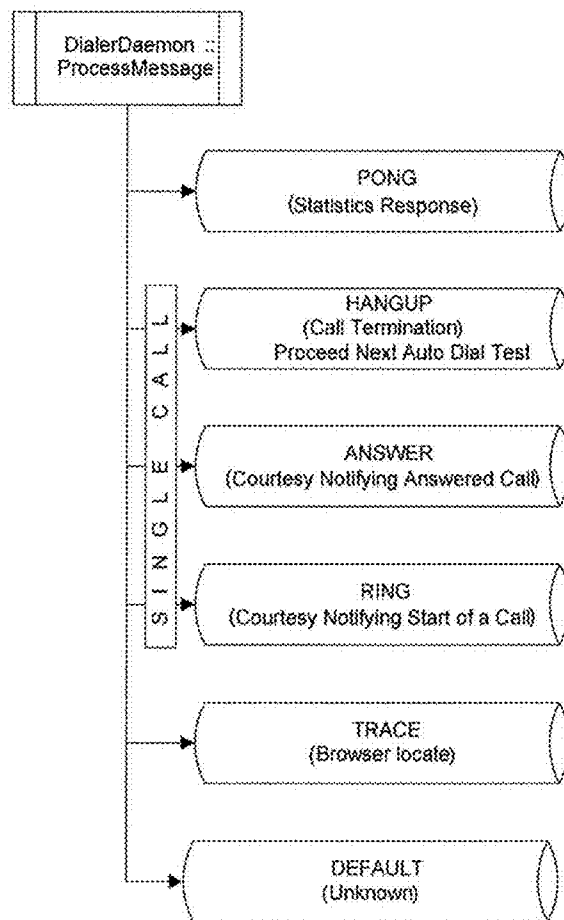 DialerDaemon ::
ProcessMessage
PONG
(Statistics Response)
SINGLE CALL
HANGUP
(Call Termination)
Proceed Next Auto Dial Test
ANSWER
(Courtesy Notifying Answered Call)
RING
(Courtesy Notifying Start of a Call)
TRACE
(Browser locate)
DEFAULT
(Unknown)